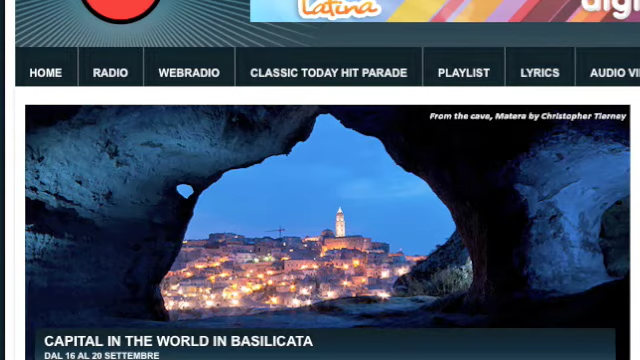 Latina
HOME RADIO WEBRADIO CLASSIC TODAY HIT PARADE PLAYLIST LYRICS AUDIO
From the cave, Matera by Christopher Tierney
CAPITAL IN THE WORLD IN BASILICATA
DAL 16 AL 20 SETTEMBRE